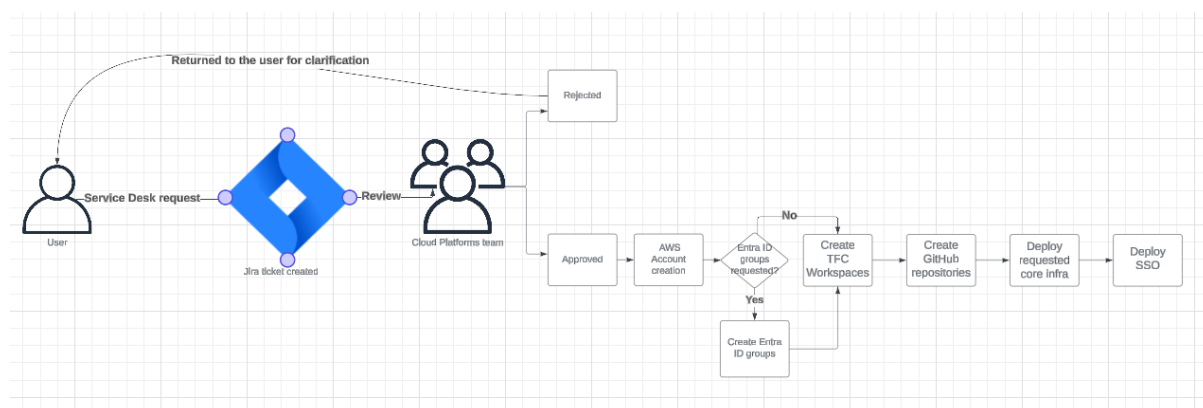 Returned to the user for clarification
Rejected
Service Desk request
Review
User
Jira ticket created
Cloud Platforms team
No
Approved
AWS
Account
creation
Entra ID
groups
requested?
Create
TFC
Workspaces
Create
GitHub
repositories
Deploy
requested
core infra
Deploy
SSO
Yes
Create Entra
ID groups